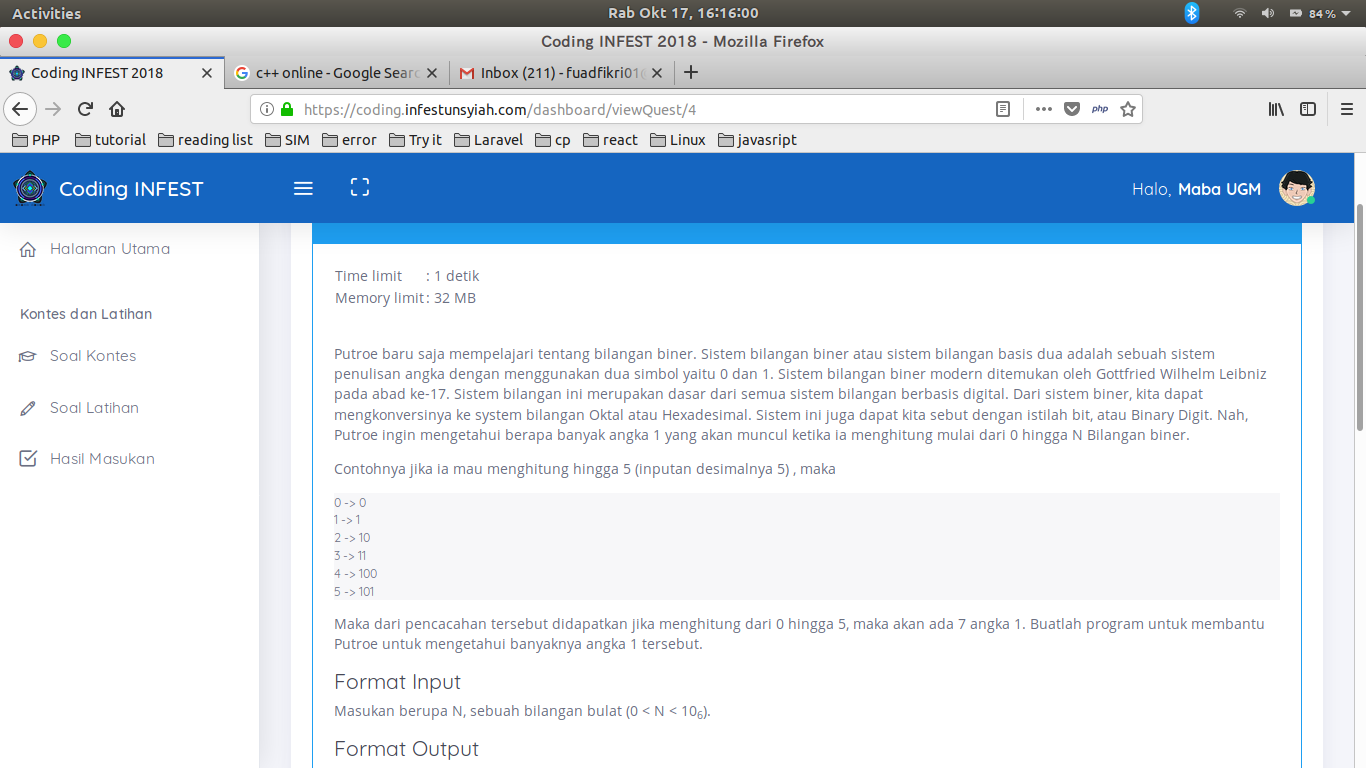 Activities
Rab Okt 17, 16:16:00
84 %
Coding INFEST 2018 - Mozilla Firefox
Coding INFEST 2018
c++ online - Google Searc
Inbox (211) - fuadfikri01@
https://coding.infestunsyiah.com/dashboard/viewQuest/4
php
PHP tutorial reading list SIM error Try it Laravel cp react Linux javasript
Coding INFEST
Halo, Maba UGM
Halaman Utama
Kontes dan Latihan
Soal Kontes
Soal Latihan
Hasil Masukan
Time limit : 1 detik
Memory limit : 32 MB
Putroe baru saja mempelajari tentang bilangan biner. Sistem bilangan biner atau sistem bilangan basis dua adalah sebuah sistem
penulisan angka dengan menggunakan dua simbol yaitu 0 dan 1. Sistem bilangan biner modern ditemukan oleh Gottfried Wilhelm Leibniz
pada abad ke-17. Sistem bilangan ini merupakan dasar dari semua sistem bilangan berbasis digital. Dari sistem biner, kita dapat
mengkonversinya ke system bilangan Oktal atau Hexadesimal. Sistem ini juga dapat kita sebut dengan istilah bit, atau Binary Digit. Nah,
Putroe ingin mengetahui berapa banyak angka 1 yang akan muncul ketika ia menghitung mulai dari 0 hingga N Bilangan biner.
Contohnya jika ia mau menghitung hingga 5 (inputan desimalnya 5) , maka
0 -> 0
1 -> 1
2 -> 10
3 -> 11
4 -> 100
5 -> 101
Maka dari pencacahan tersebut didapatkan jika menghitung dari 0 hingga 5, maka akan ada 7 angka 1. Buatlah program untuk membantu
Putroe untuk mengetahui banyaknya angka 1 tersebut.
Format Input
Masukan berupa N, sebuah bilangan bulat (0 < N < 10₆).
Format Output